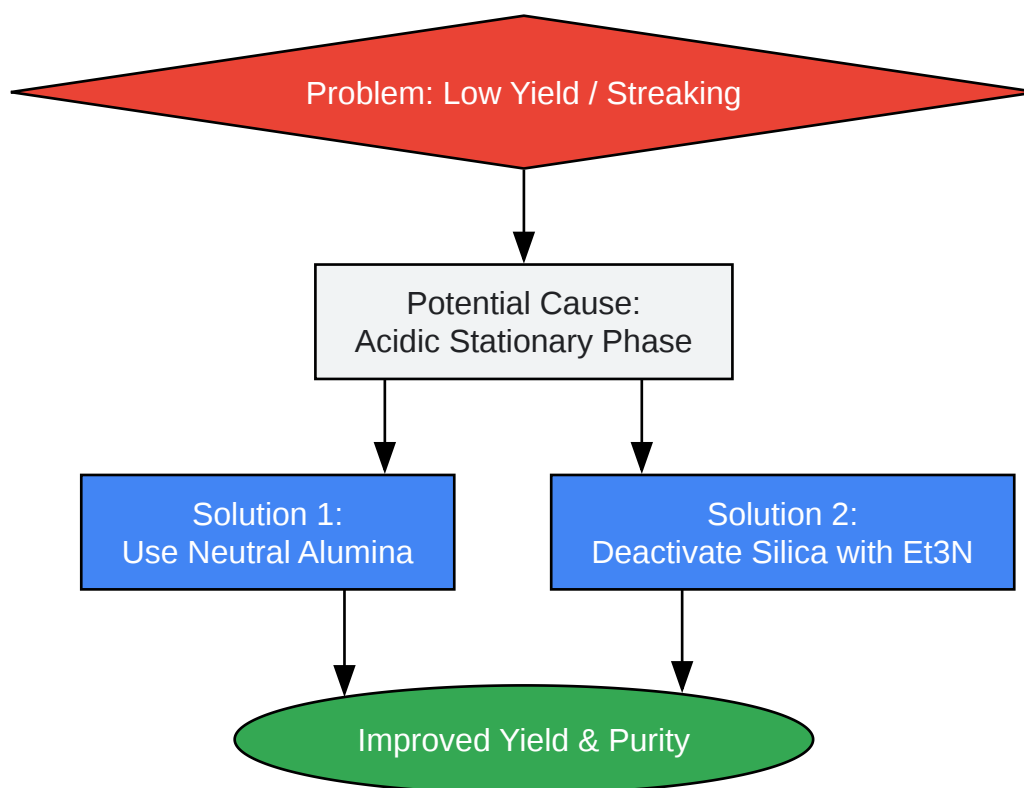 Problem: Low Yield / Streaking
Potential Cause:
Acidic Stationary Phase
Solution 1:
Use Neutral Alumina
Solution 2:
Deactivate Silica with Et3N
Improved Yield & Purity